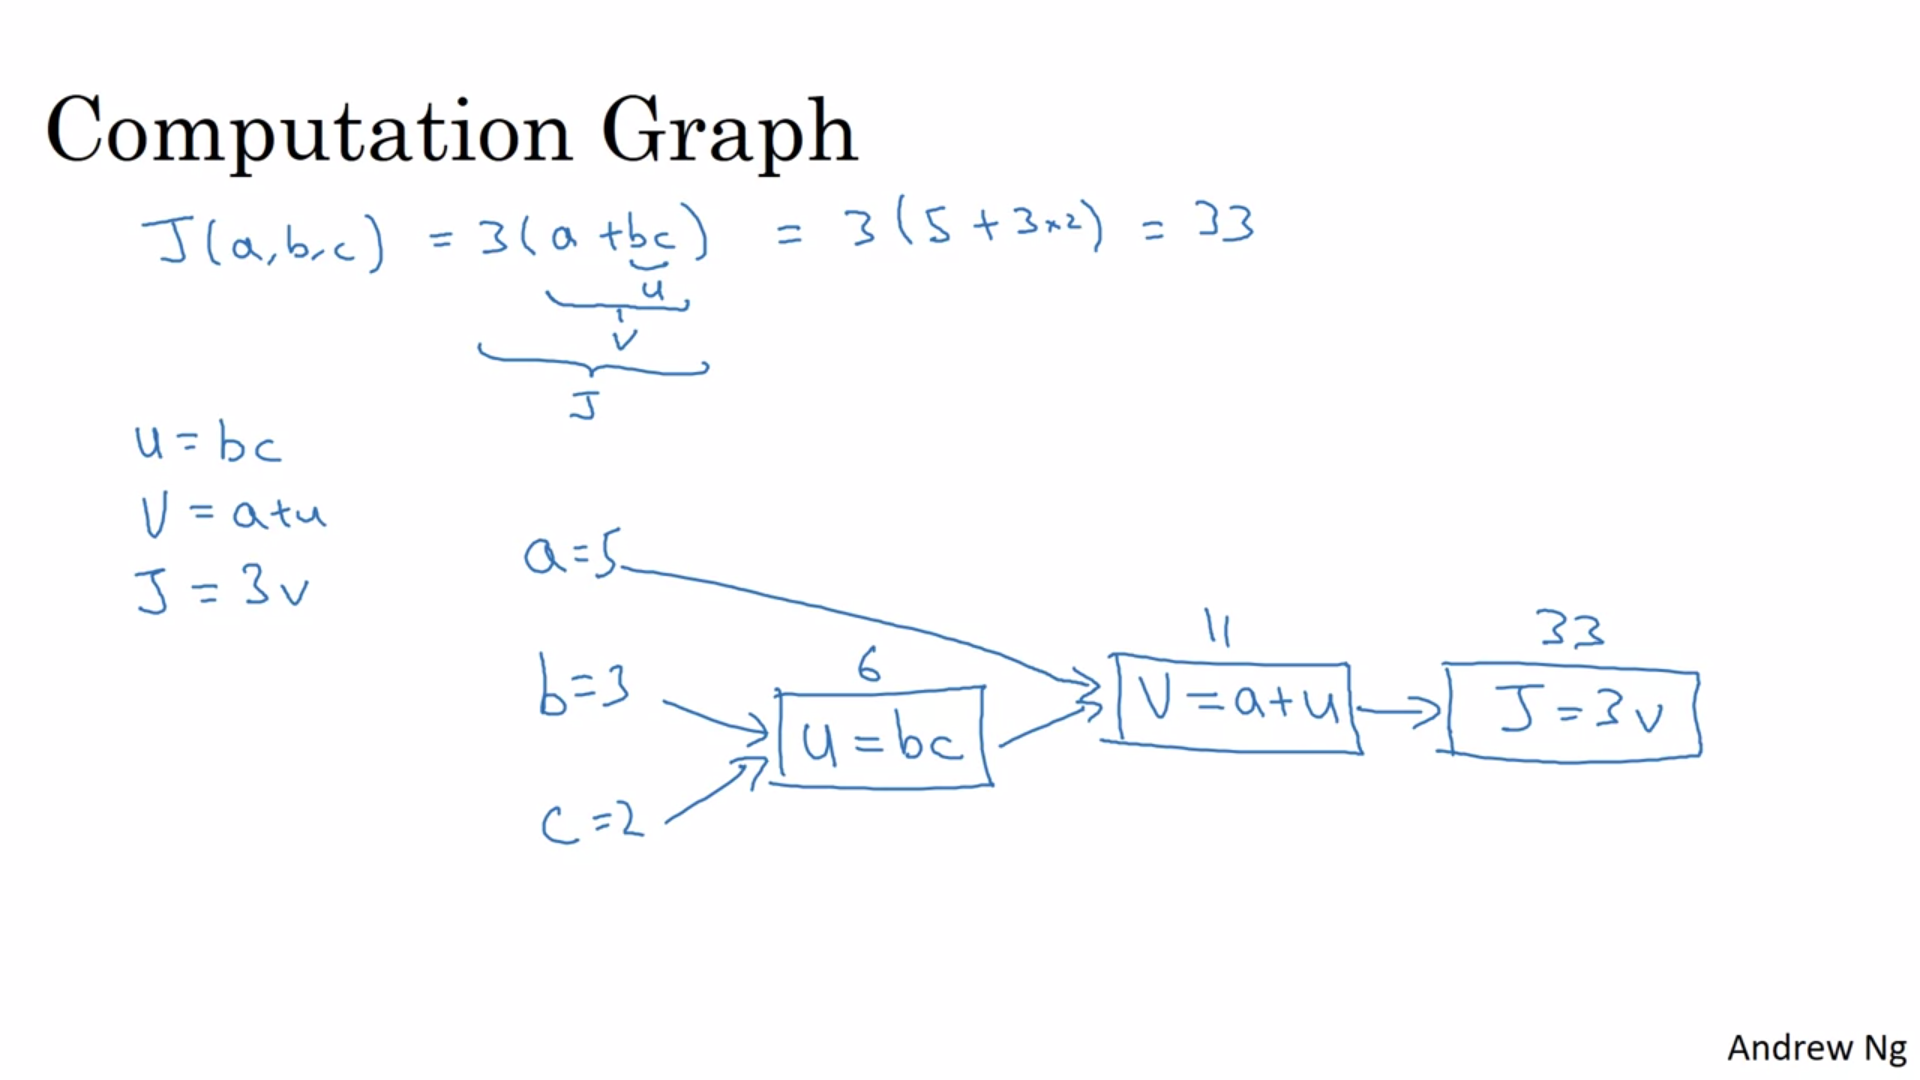 Computation Graph
J(a,b,c) = 3(a+bc) = 3(5+3×2) = 33
u
v
J
u = bc
V = a+u
J = 3v
a=5
11
33
b=3
6
V = a+u
J = 3v
u = bc
c=2
Andrew Ng